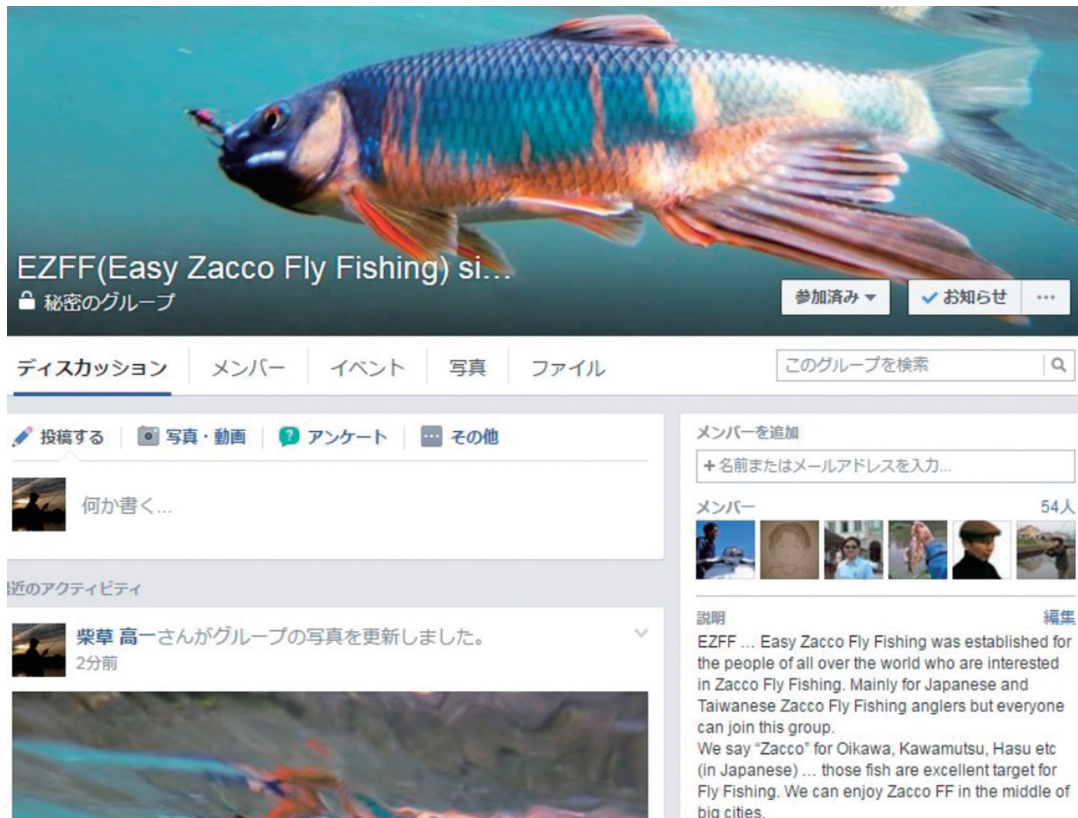 EZFF(Easy Zacco Fly Fishing) si...
秘密のグループ
参加済み
お知らせ
ディスカッション メンバー イベント 写真 ファイル
このグループを検索
投稿する 写真・動画 アンケート その他
何か書く...
近のアクティビティ
柴草 高一さんがグループの写真を更新しました。
2分前
メンバーを追加
+名前またはメールアドレスを入力...
メンバー 54人
説明 編集
EZFF ... Easy Zacco Fly Fishing was established for
the people of all over the world who are interested
in Zacco Fly Fishing. Mainly for Japanese and
Taiwanese Zacco Fly Fishing anglers but everyone
can join this group.
We say “Zacco” for Oikawa, Kawamutsu, Hasu etc
(in Japanese) ... those fish are excellent target for
Fly Fishing. We can enjoy Zacco FF in the middle of
big cities.